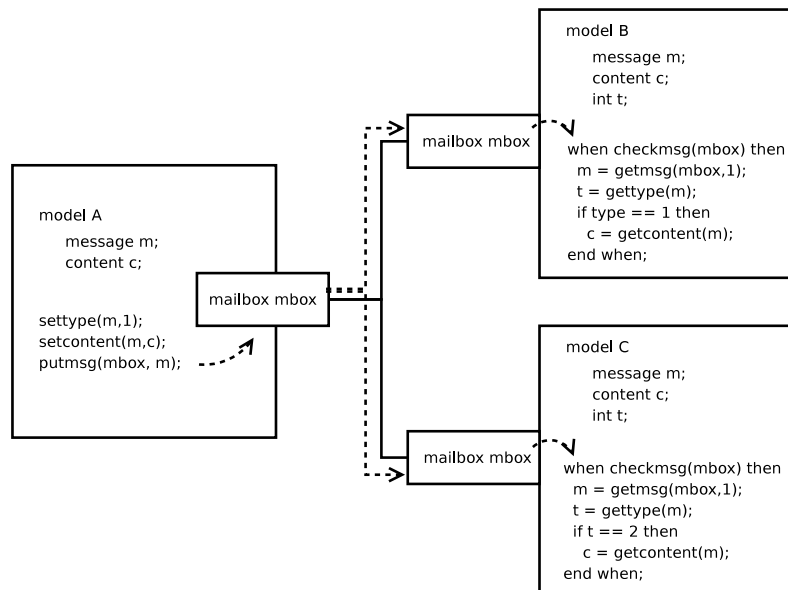 model A
message m;
content c;
settype(m,1);
setcontent(m,c);
putmsg(mbox, m);
mailbox mbox
mailbox mbox
model B
message m;
content c;
int t;
when checkmsg(mbox) then
m = getmsg(mbox,1);
t = gettype(m);
if type == 1 then
c = getcontent(m);
end when;
mailbox mbox
model C
message m;
content c;
int t;
when checkmsg(mbox) then
m = getmsg(mbox,1);
t = gettype(m);
if t == 2 then
c = getcontent(m);
end when;